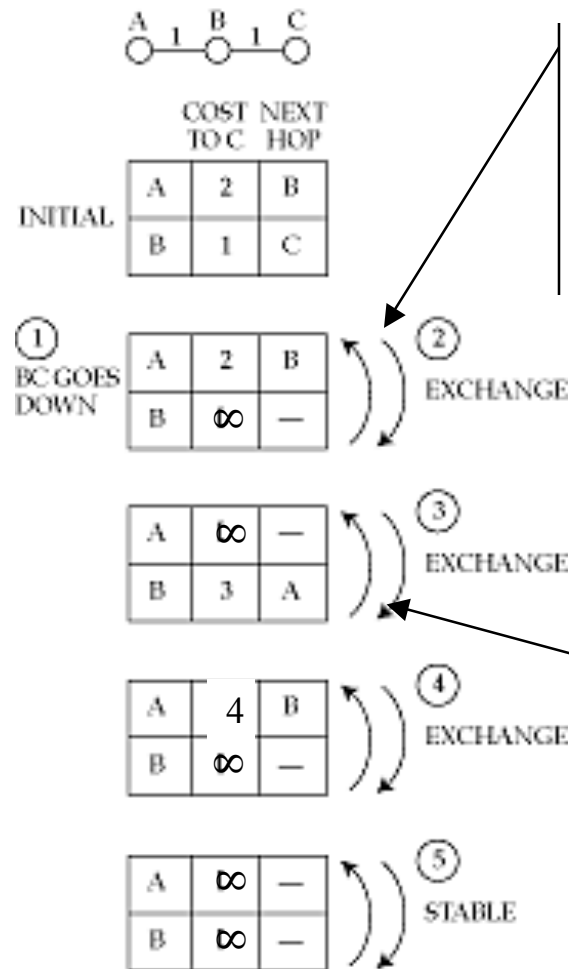 A B C
1 1
COST NEXT
TO C HOP
INITIAL
A 2 B
B 1 C
1
BC GOES
DOWN
A 2 B
B ∞ —
2
EXCHANGE
A ∞ —
B 3 A
3
EXCHANGE
A 4 B
B ∞ —
4
EXCHANGE
A ∞ —
B ∞ —
5
STABLE